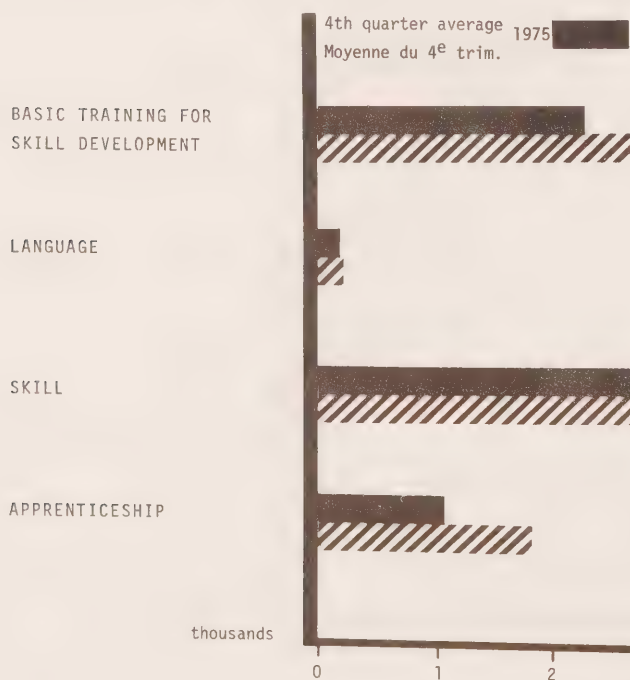 4th quarter average
Moyenne du 4e trim.
1975
BASIC TRAINING FOR
SKILL DEVELOPMENT
LANGUAGE
SKILL
APPRENTICESHIP
thousands
0 1 2